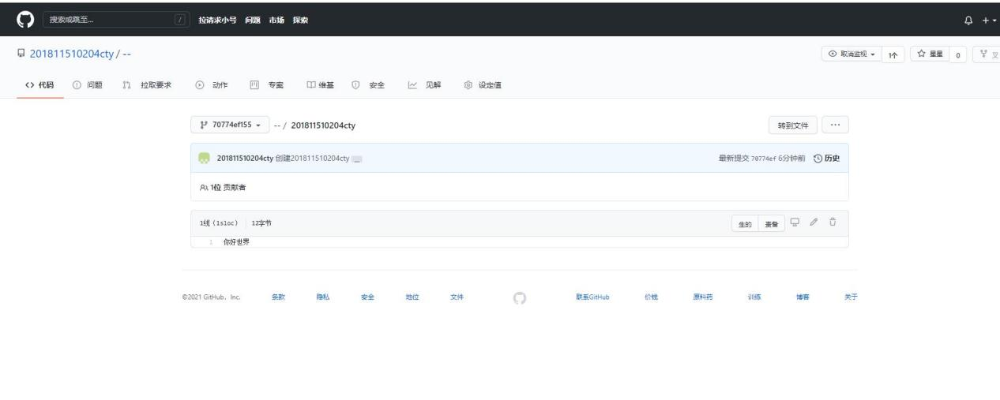 搜索或跳至... / 拉请求小号 问题 市场 探索
201811510204cty / -- 取消监视 1个 星星 0 叉
代码 问题 拉取要求 动作 专案 维基 安全 见解 设定值
70774ef155 -- / 201811510204cty 转到文件 ...
201811510204cty 创建201811510204cty ... 最新提交 70774ef 6分钟前 历史
1位 贡献者
1线（1sloc） 12字节 生的 责备
1 你好世界
©2021 GitHub，Inc. 条款 隐私 安全 地位 文件 联系GitHub 价钱 原料药 训练 博客 关于